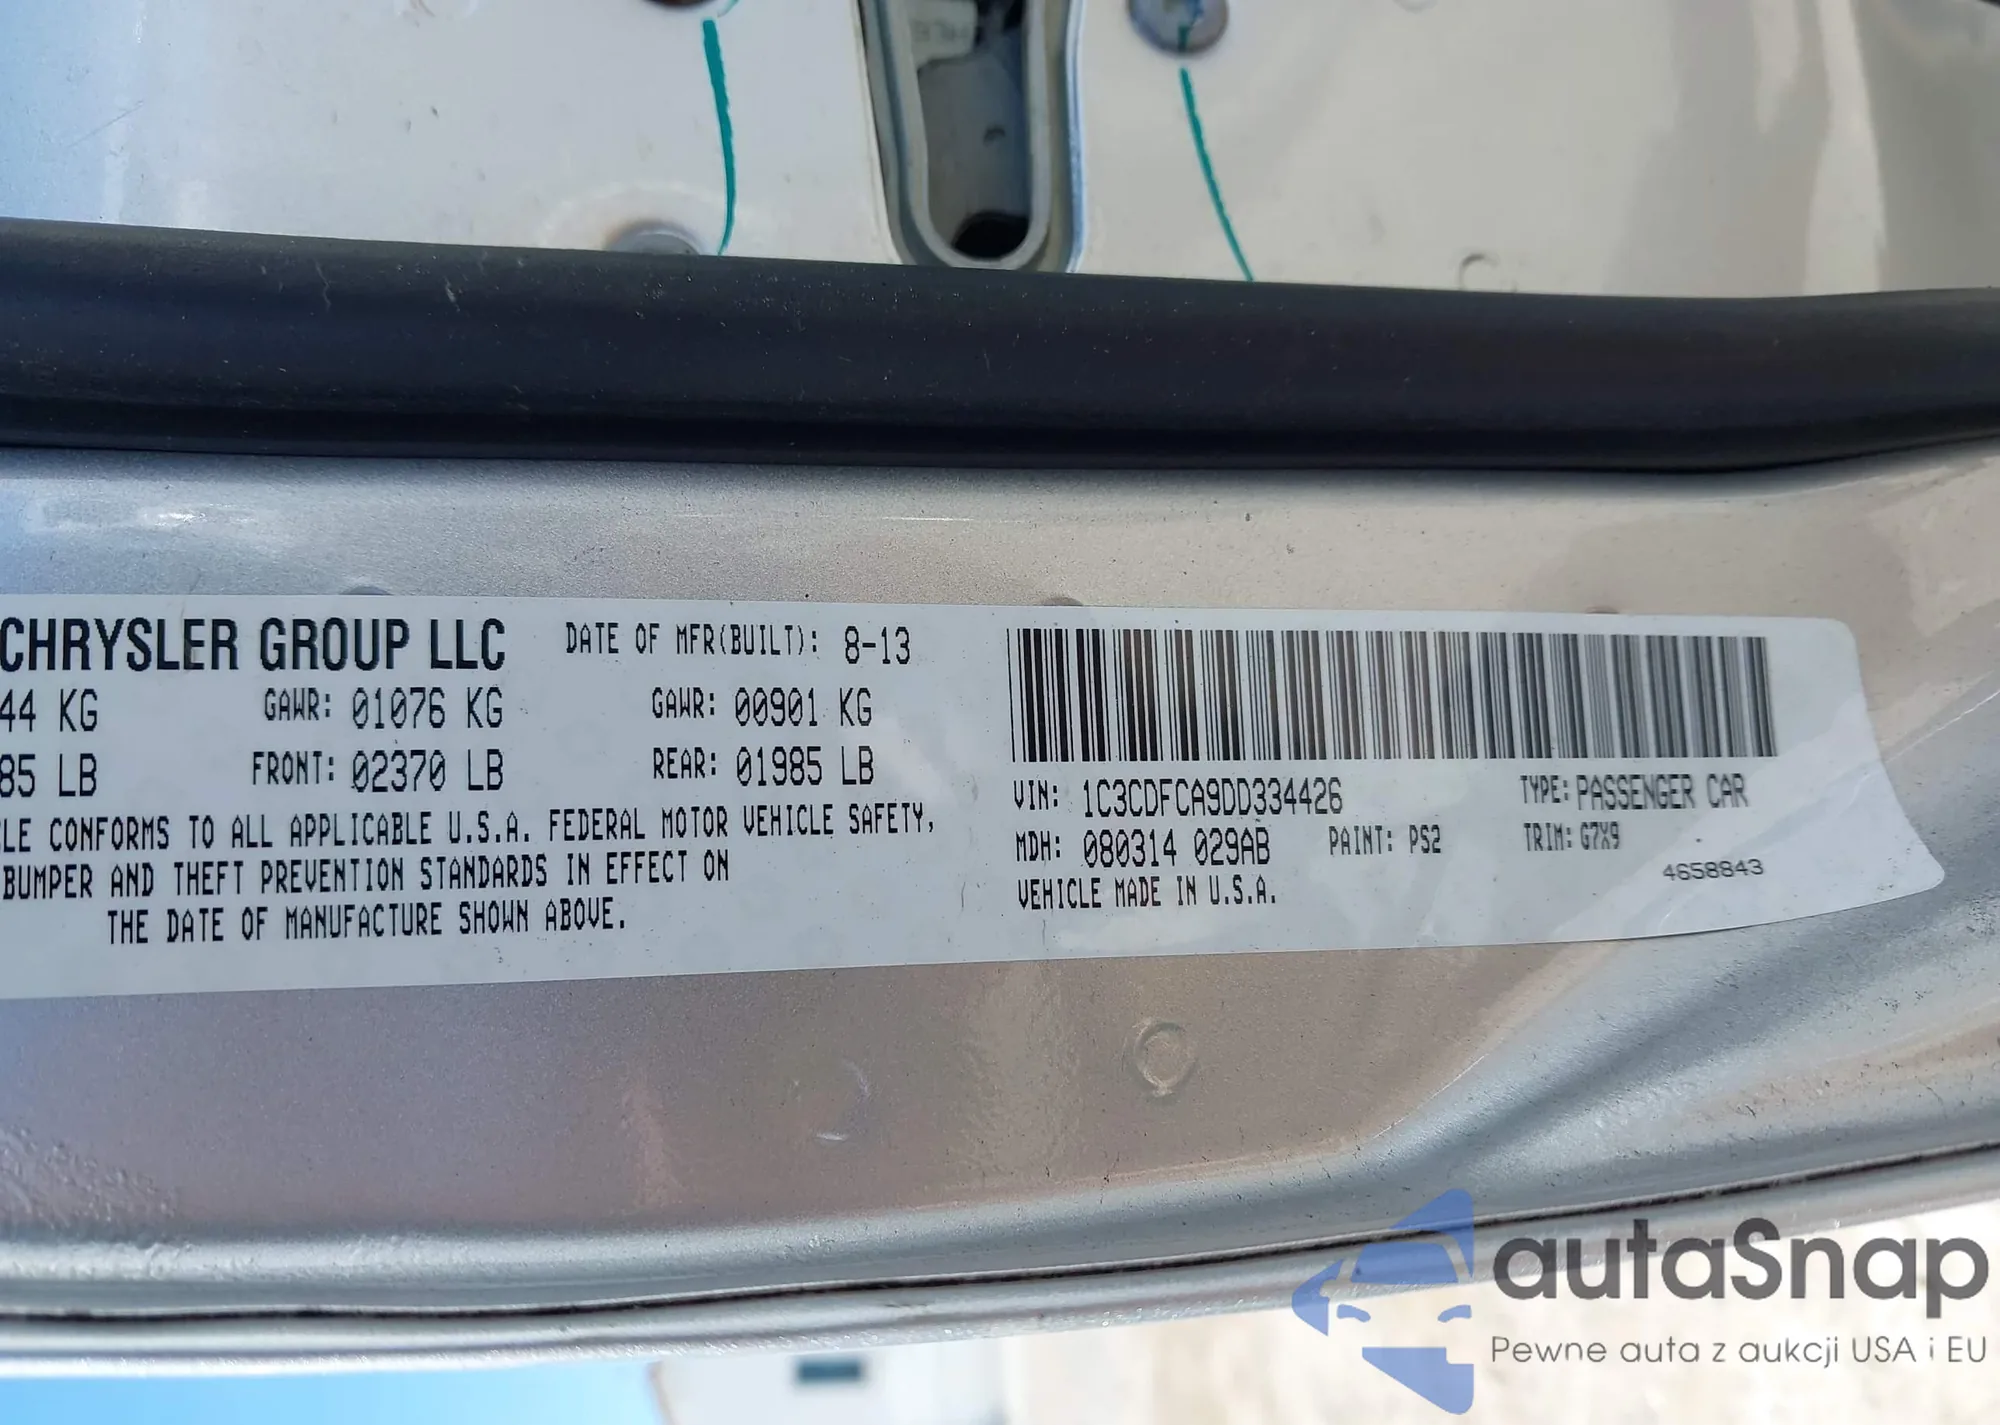 CHRYSLER GROUP LLC DATE OF MFR(BUILT): 8-13
44 KG GAWR: 01076 KG GAWR: 00901 KG
85 LB FRONT: 02370 LB REAR: 01985 LB
LE CONFORMS TO ALL APPLICABLE U.S.A. FEDERAL MOTOR VEHICLE SAFETY,
BUMPER AND THEFT PREVENTION STANDARDS IN EFFECT ON
THE DATE OF MANUFACTURE SHOWN ABOVE.
VIN: 1C3CDFCA9DD334426 TYPE: PASSENGER CAR
MDH: 080314 029AB PAINT: PS2 TRIM: G7X9
VEHICLE MADE IN U.S.A. 4658843
autaSnap
Pewne auta z aukcji USA i EU